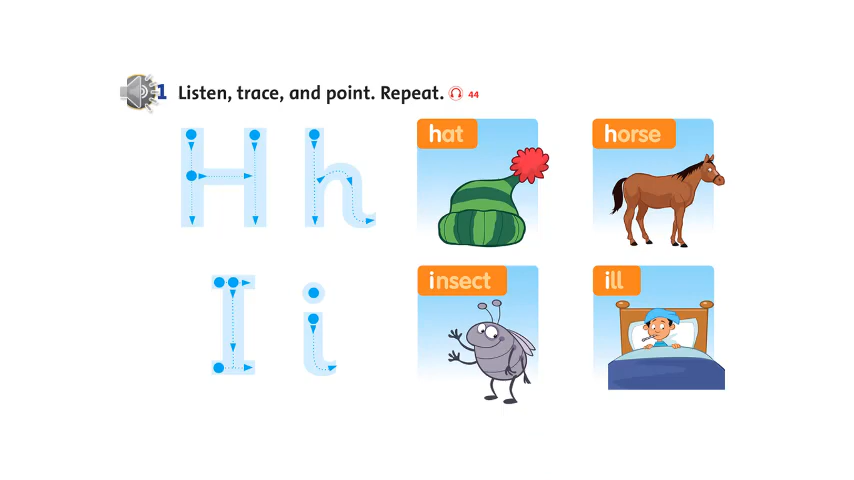 1 Listen, trace, and point. Repeat. 44
H h
hat
horse
I i
insect
ill